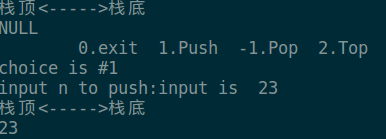 栈顶<----->栈底
NULL
        0.exit  1.Push  -1.Pop  2.Top
choice is #1
input n to push:input is  23
栈顶<----->栈底
23